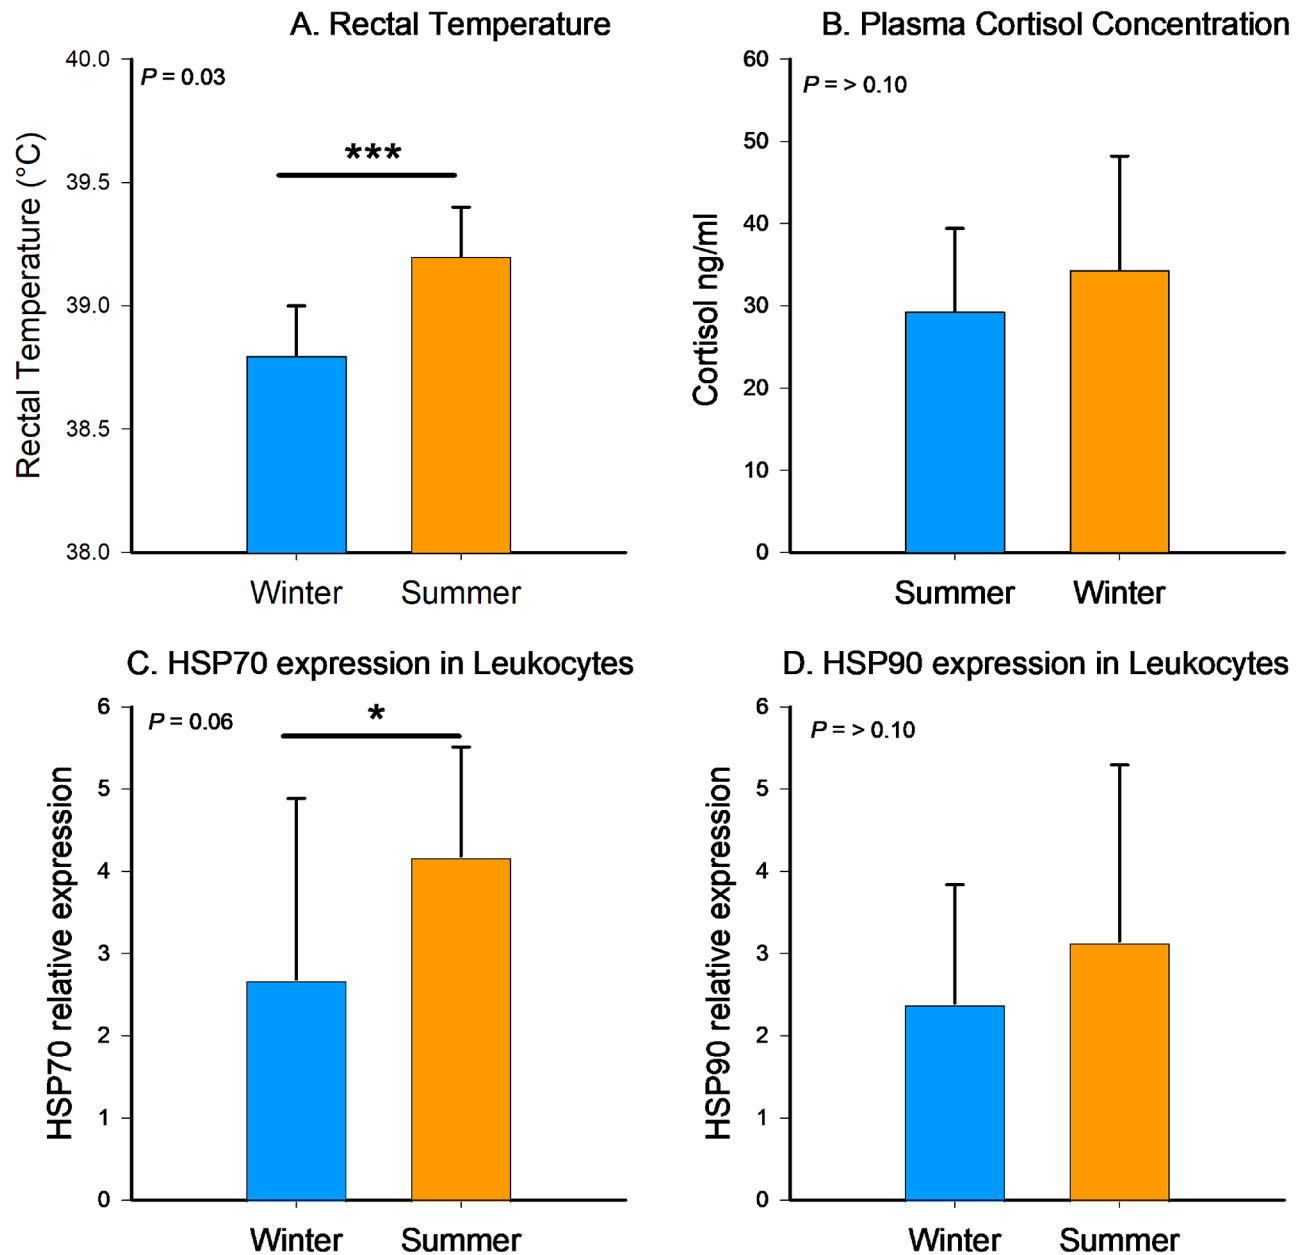 A. Rectal Temperature
P = 0.03
***
Rectal Temperature (°C)
40.0
39.5
39.0
38.5
38.0
Winter
Summer
B. Plasma Cortisol Concentration
P = > 0.10
Cortisol ng/ml
60
50
40
30
20
10
0
Summer
Winter
C. HSP70 expression in Leukocytes
P = 0.06
*
HSP70 relative expression
6
5
4
3
2
1
0
Winter
Summer
D. HSP90 expression in Leukocytes
P = > 0.10
HSP90 relative expression
6
5
4
3
2
1
0
Winter
Summer